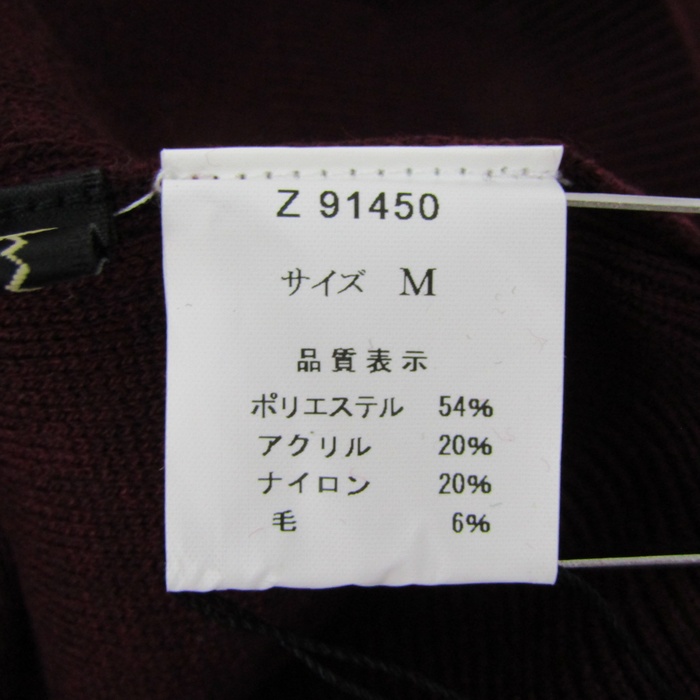 Z 91450
サイズ M
品質表示
ポリエステル 54%
アクリル 20%
ナイロン 20%
毛 6%